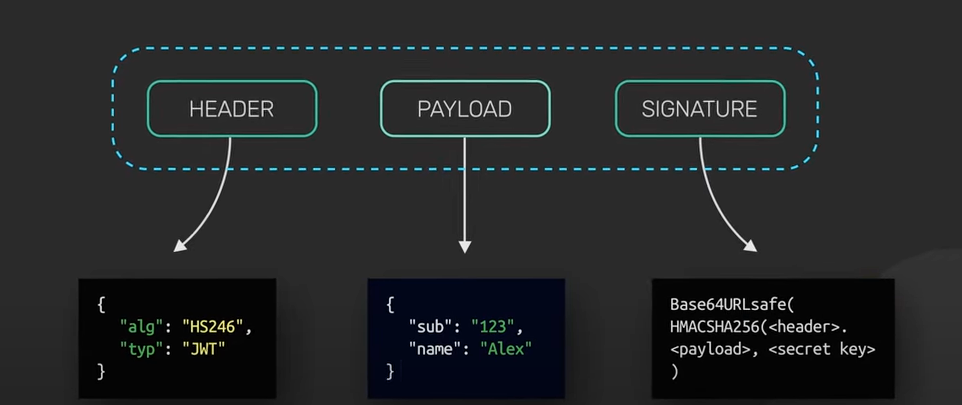 HEADER
PAYLOAD
SIGNATURE
{
"alg": "HS246",
"typ": "JWT"
}
{
"sub": "123",
"name": "Alex"
}
Base64URLsafe(
HMACSHA256(<header>.
<payload>, <secret key>
)